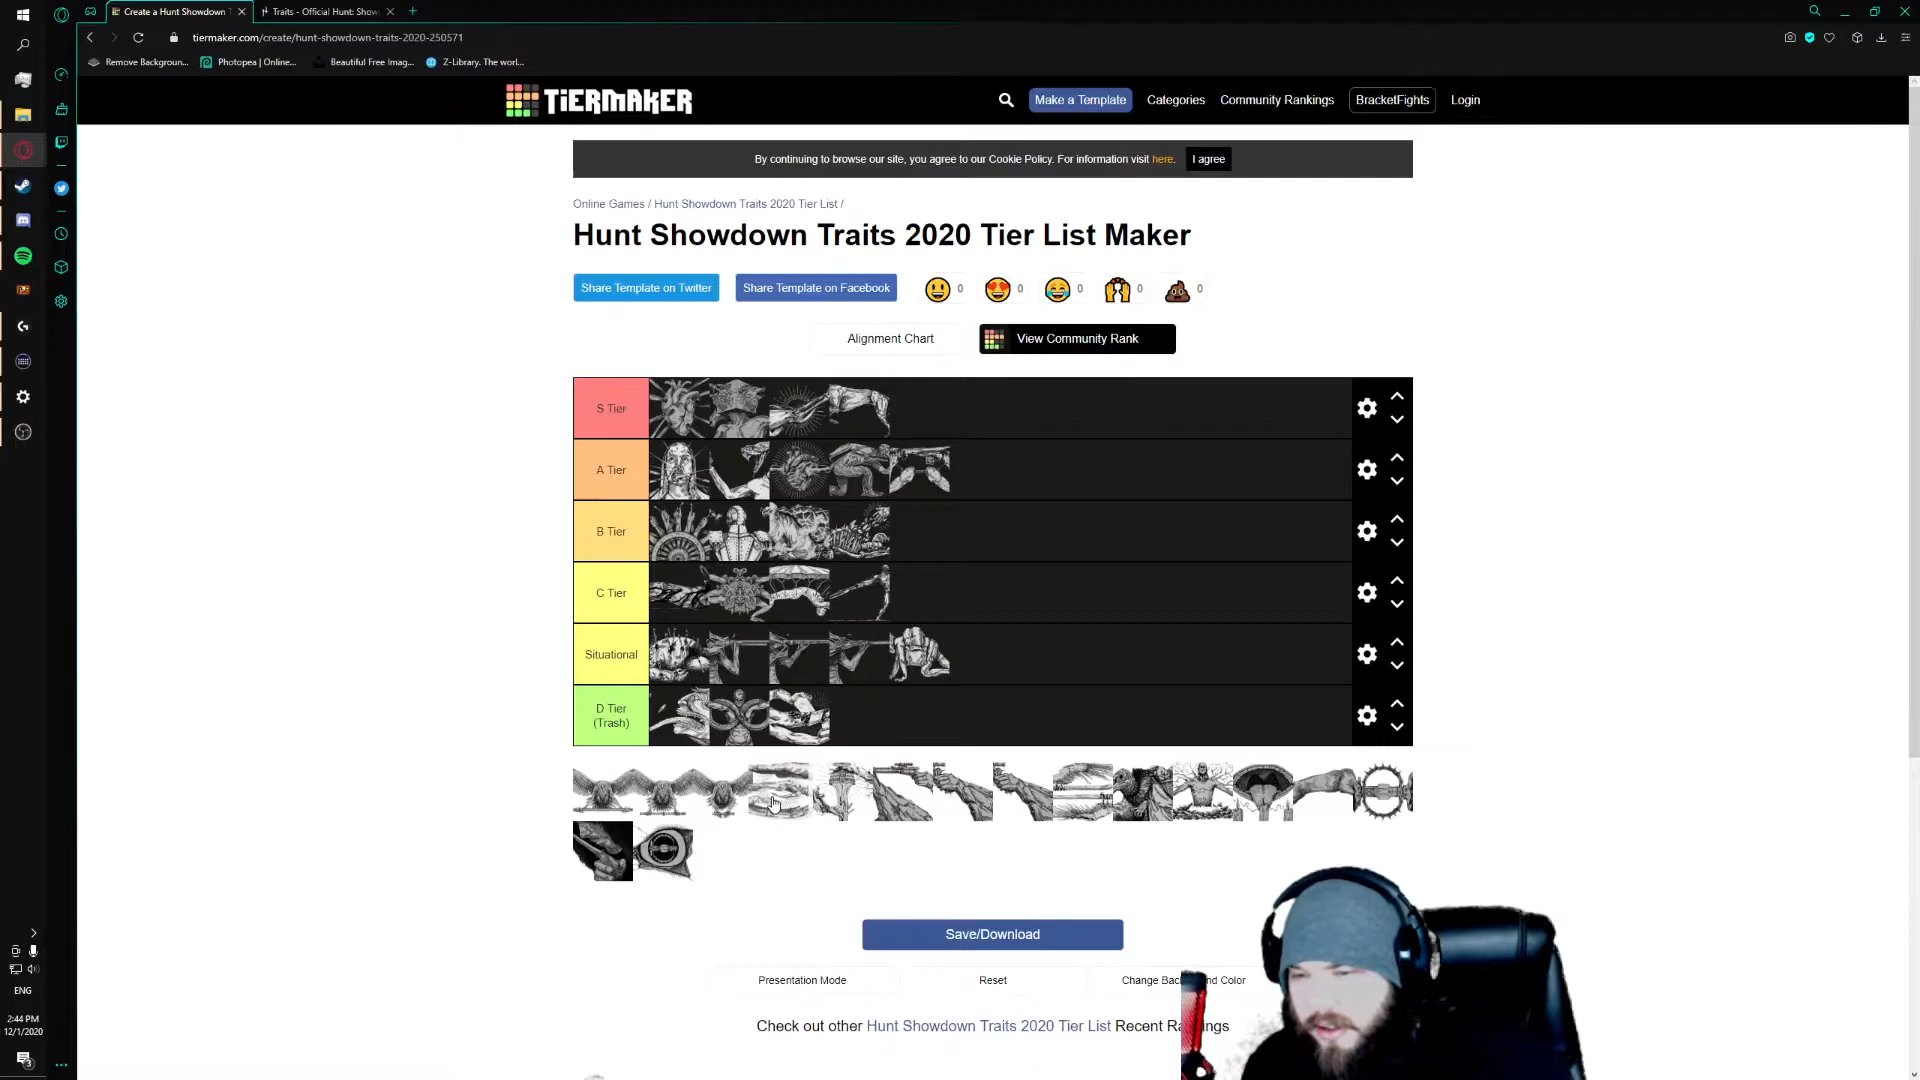 Create a Hunt Showdown T
Traits - Official Hunt: Show
tiermaker.com/create/hunt-showdown-traits-2020-250571
Remove Backgroun...
Photopea | Online...
Beautiful Free Imag...
Z-Library. The worl...
TIERMAKER
Make a Template
Categories
Community Rankings
BracketFights
Login
By continuing to browse our site, you agree to our Cookie Policy. For information visit here.
I agree
Online Games / Hunt Showdown Traits 2020 Tier List /
Hunt Showdown Traits 2020 Tier List Maker
Share Template on Twitter
Share Template on Facebook
0
0
0
0
0
Alignment Chart
View Community Rank
S Tier
A Tier
B Tier
C Tier
Situational
D Tier
(Trash)
Save/Download
Presentation Mode
Reset
Change Back nd Color
Check out other Hunt Showdown Traits 2020 Tier List Recent Ra ings
ENG
2:44 PM
12/1/2020
3